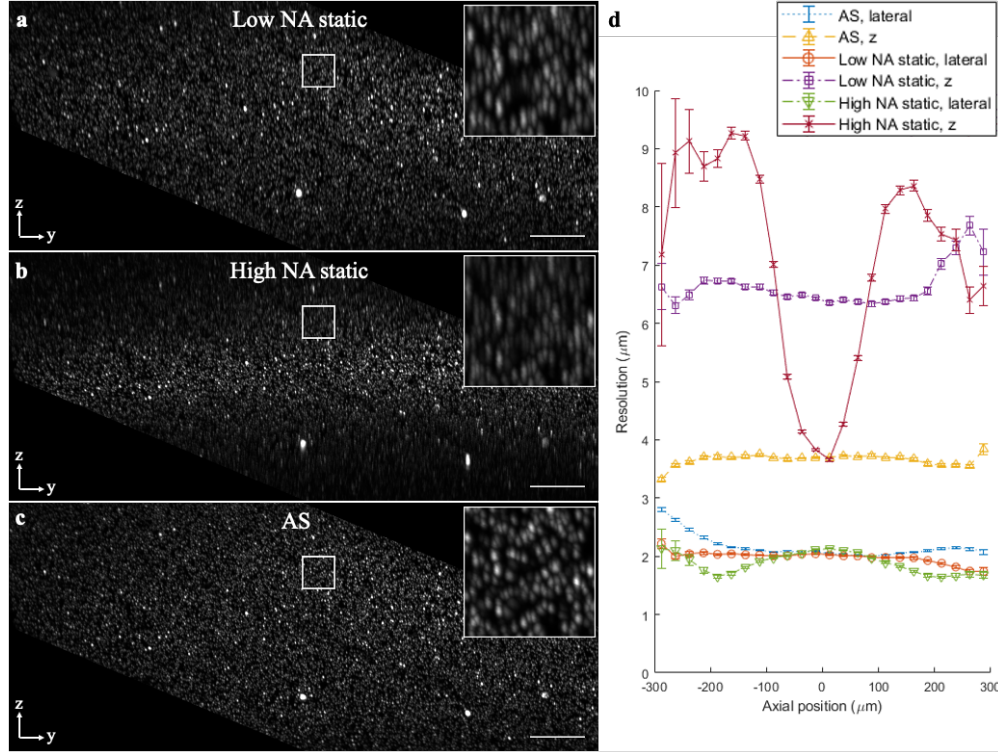 a
Low NA static
z
y
b
High NA static
z
y
c
AS
z
y
d
AS, lateral
AS, z
Low NA static, lateral
Low NA static, z
High NA static, lateral
High NA static, z
11
10
9
8
7
6
5
4
3
2
1
0
Resolution (μm)
-300
-200
-100
0
100
200
300
Axial position (μm)